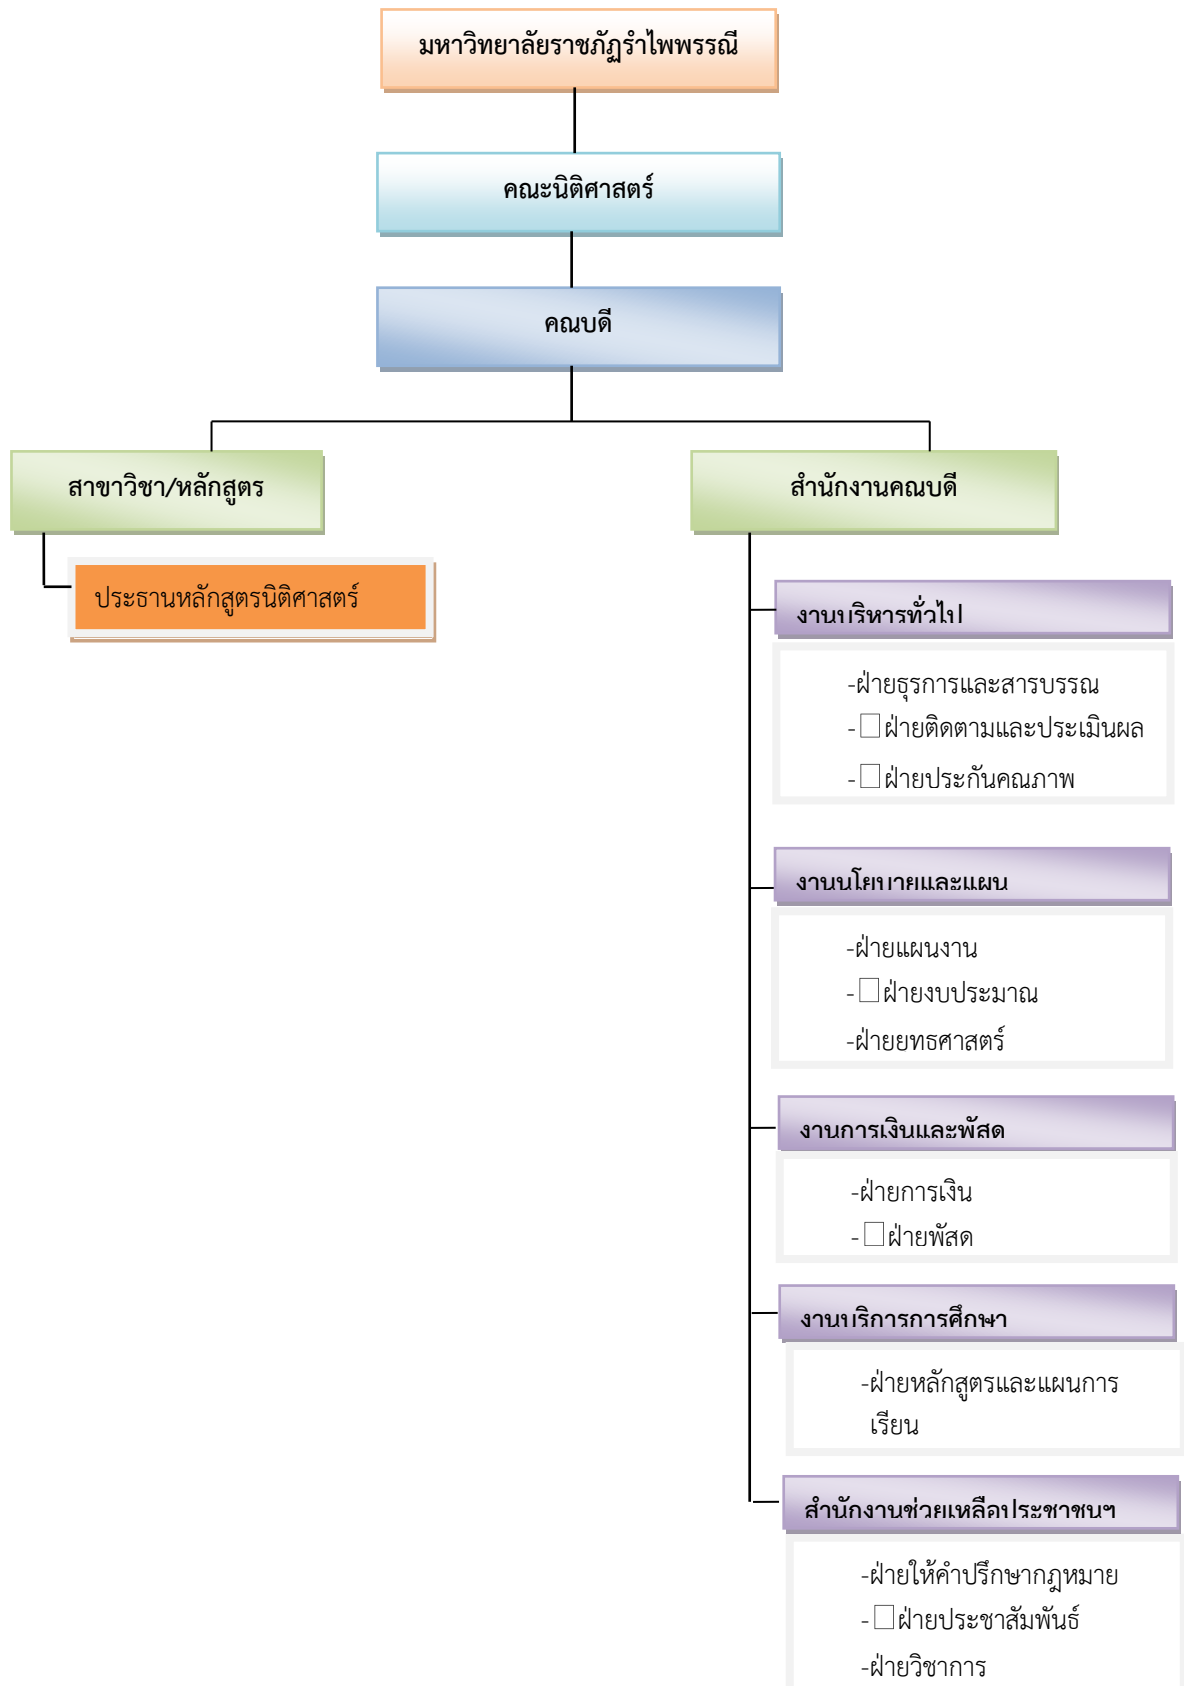 มหาวิทยาลัยราชภัฏรำไพพรรณี
คณะนิติศาสตร์
คณบดี
สาขาวิชา/หลักสูตร
ประธานหลักสูตรนิติศาสตร์
สำนักงานคณบดี
งานบริหารทั่วไป
-ฝ่ายธุรการและสารบรรณ
-□ฝ่ายติดตามและประเมินผล
-□ฝ่ายประกันคุณภาพ
งานนโยบายและแผน
-ฝ่ายแผนงาน
-□ฝ่ายงบประมาณ
-ฝ่ายยุทธศาสตร์
งานการเงินและพัสดุ
-ฝ่ายการเงิน
-□ฝ่ายพัสดุ
งานบริการการศึกษา
-ฝ่ายหลักสูตรและแผนการ
เรียน
สำนักงานช่วยเหลือประชาชนฯ
-ฝ่ายให้คำปรึกษากฎหมาย
-□ฝ่ายประชาสัมพันธ์
-ฝ่ายวิชาการ